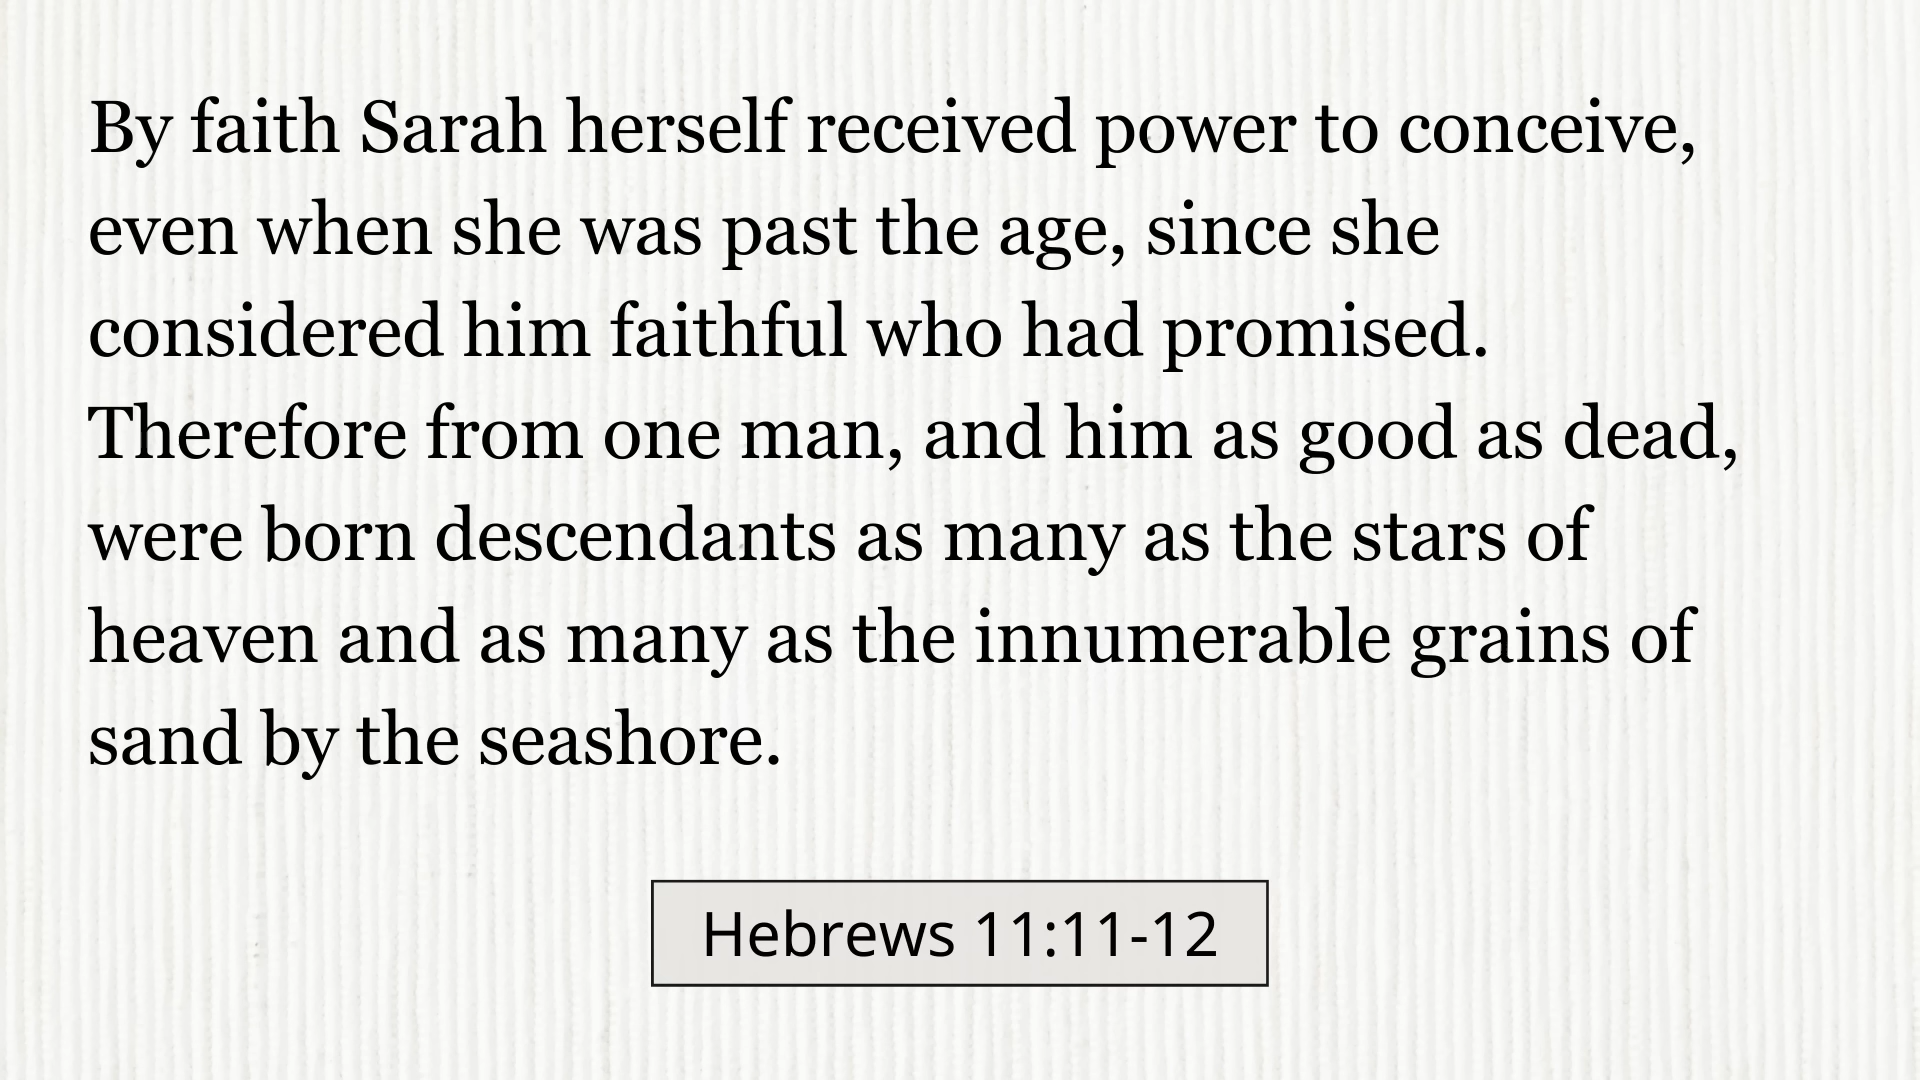 By faith Sarah herself received power to conceive,
even when she was past the age, since she
considered him faithful who had promised.
Therefore from one man, and him as good as dead,
were born descendants as many as the stars of
heaven and as many as the innumerable grains of
sand by the seashore.
Hebrews 11:11-12